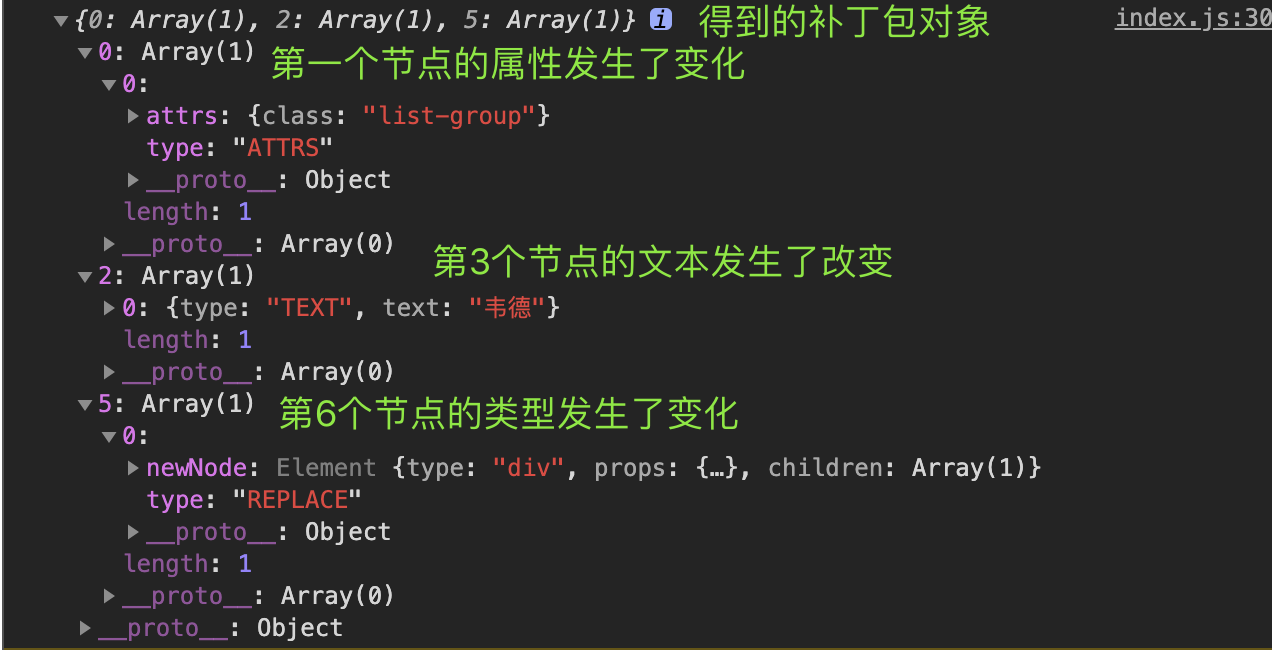 ▼{0: Array(1), 2: Array(1), 5: Array(1)} i 得到的补丁包对象 index.js:30
▼0: Array(1) 第一个节点的属性发生了变化
▼0:
▶attrs: {class: "list-group"}
type: "ATTRS"
▶__proto__: Object
length: 1
▶__proto__: Array(0)
第3个节点的文本发生了改变
▼2: Array(1)
▶0: {type: "TEXT", text: "韦德"}
length: 1
▶__proto__: Array(0)
▼5: Array(1) 第6个节点的类型发生了变化
▼0:
▶newNode: Element {type: "div", props: {…}, children: Array(1)}
type: "REPLACE"
▶__proto__: Object
length: 1
▶__proto__: Array(0)
▶__proto__: Object